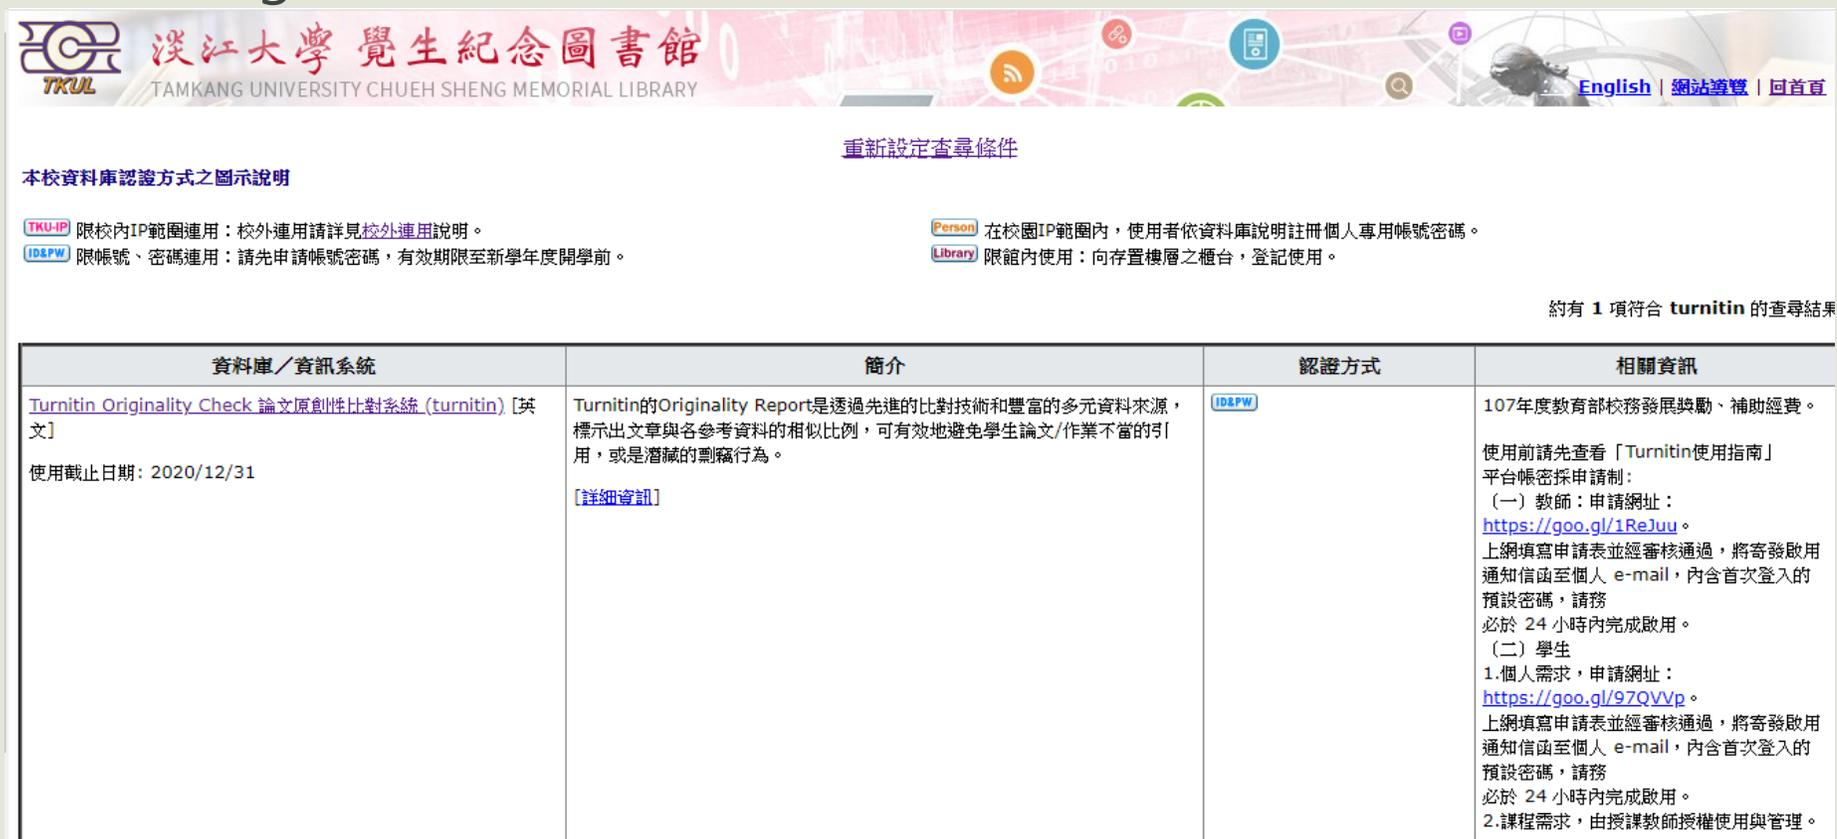 淡江大學 覺生紀念圖書館
TKUL
TAMKANG UNIVERSITY CHUEH SHENG MEMORIAL LIBRARY
English | 網站導覽 | 回首頁
重新設定查尋條件
本校資料庫認證方式之圖示說明
TKU-IP 限校內IP範圍連用：校外連用請詳見校外連用說明。
Person 在校園IP範圍內，使用者依資料庫說明註冊個人專用帳號密碼。
ID&PW 限帳號、密碼連用：請先申請帳號密碼，有效期限至新學年度開學前。
Library 限館內使用：向存置樓層之櫃台，登記使用。
約有 1 項符合 turnitin 的查尋結果
資料庫／資訊系統
簡介
認證方式
相關資訊
Turnitin Originality Check 論文原創性比對系統 (turnitin) [英
文]
使用截止日期: 2020/12/31
Turnitin的Originality Report是透過先進的比對技術和豐富的多元資料來源，
標示出文章與各參考資料的相似比例，可有效地避免學生論文/作業不當的引
用，或是潛藏的剽竊行為。
[詳細資訊]
ID&PW
107年度教育部校務發展獎勵、補助經費。
使用前請先查看「Turnitin使用指南」
平台帳密採申請制:
（一）教師：申請網址：
https://goo.gl/1ReJuu。
上網填寫申請表並經審核通過，將寄發啟用
通知信函至個人 e-mail，內含首次登入的
預設密碼，請務
必於 24 小時內完成啟用。
（二）學生
1.個人需求，申請網址：
https://goo.gl/97QVVp。
上網填寫申請表並經審核通過，將寄發啟用
通知信函至個人 e-mail，內含首次登入的
預設密碼，請務
必於 24 小時內完成啟用。
2.課程需求，由授課教師授權使用與管理。